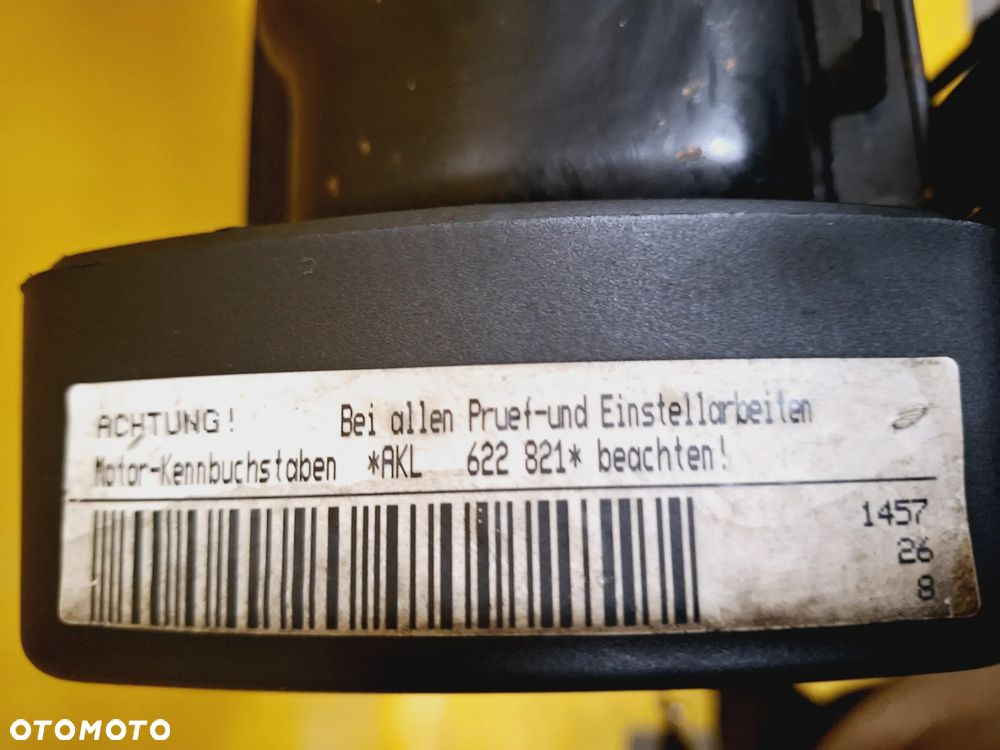 ACHTUNG! Bei allen Pruef-und Einstellarbeiten
Motor-Kennbuchstaben *AKL 622 821* beachten!
1457
26
8
OTOMOTO